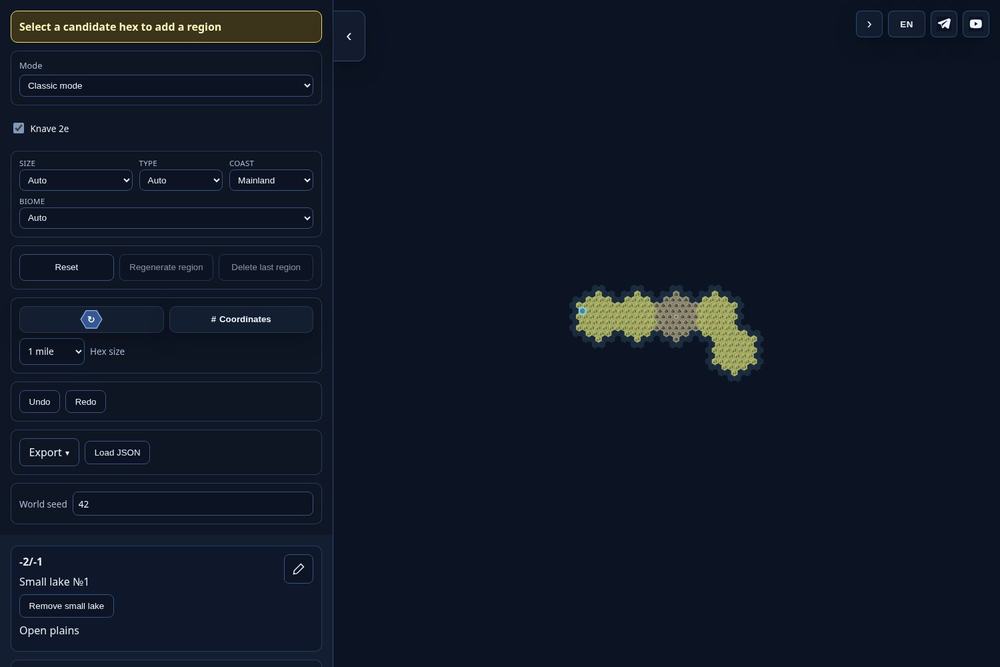 Select a candidate hex to add a region
EN
Mode
Classic mode
Knave 2e
SIZE TYPE COAST
Auto Auto Mainland
BIOME
Auto
Reset Regenerate region Delete last region
# Coordinates
1 mile Hex size
Undo Redo
Export ▾ Load JSON
World seed 42
-2/-1
Small lake №1
Remove small lake
Open plains